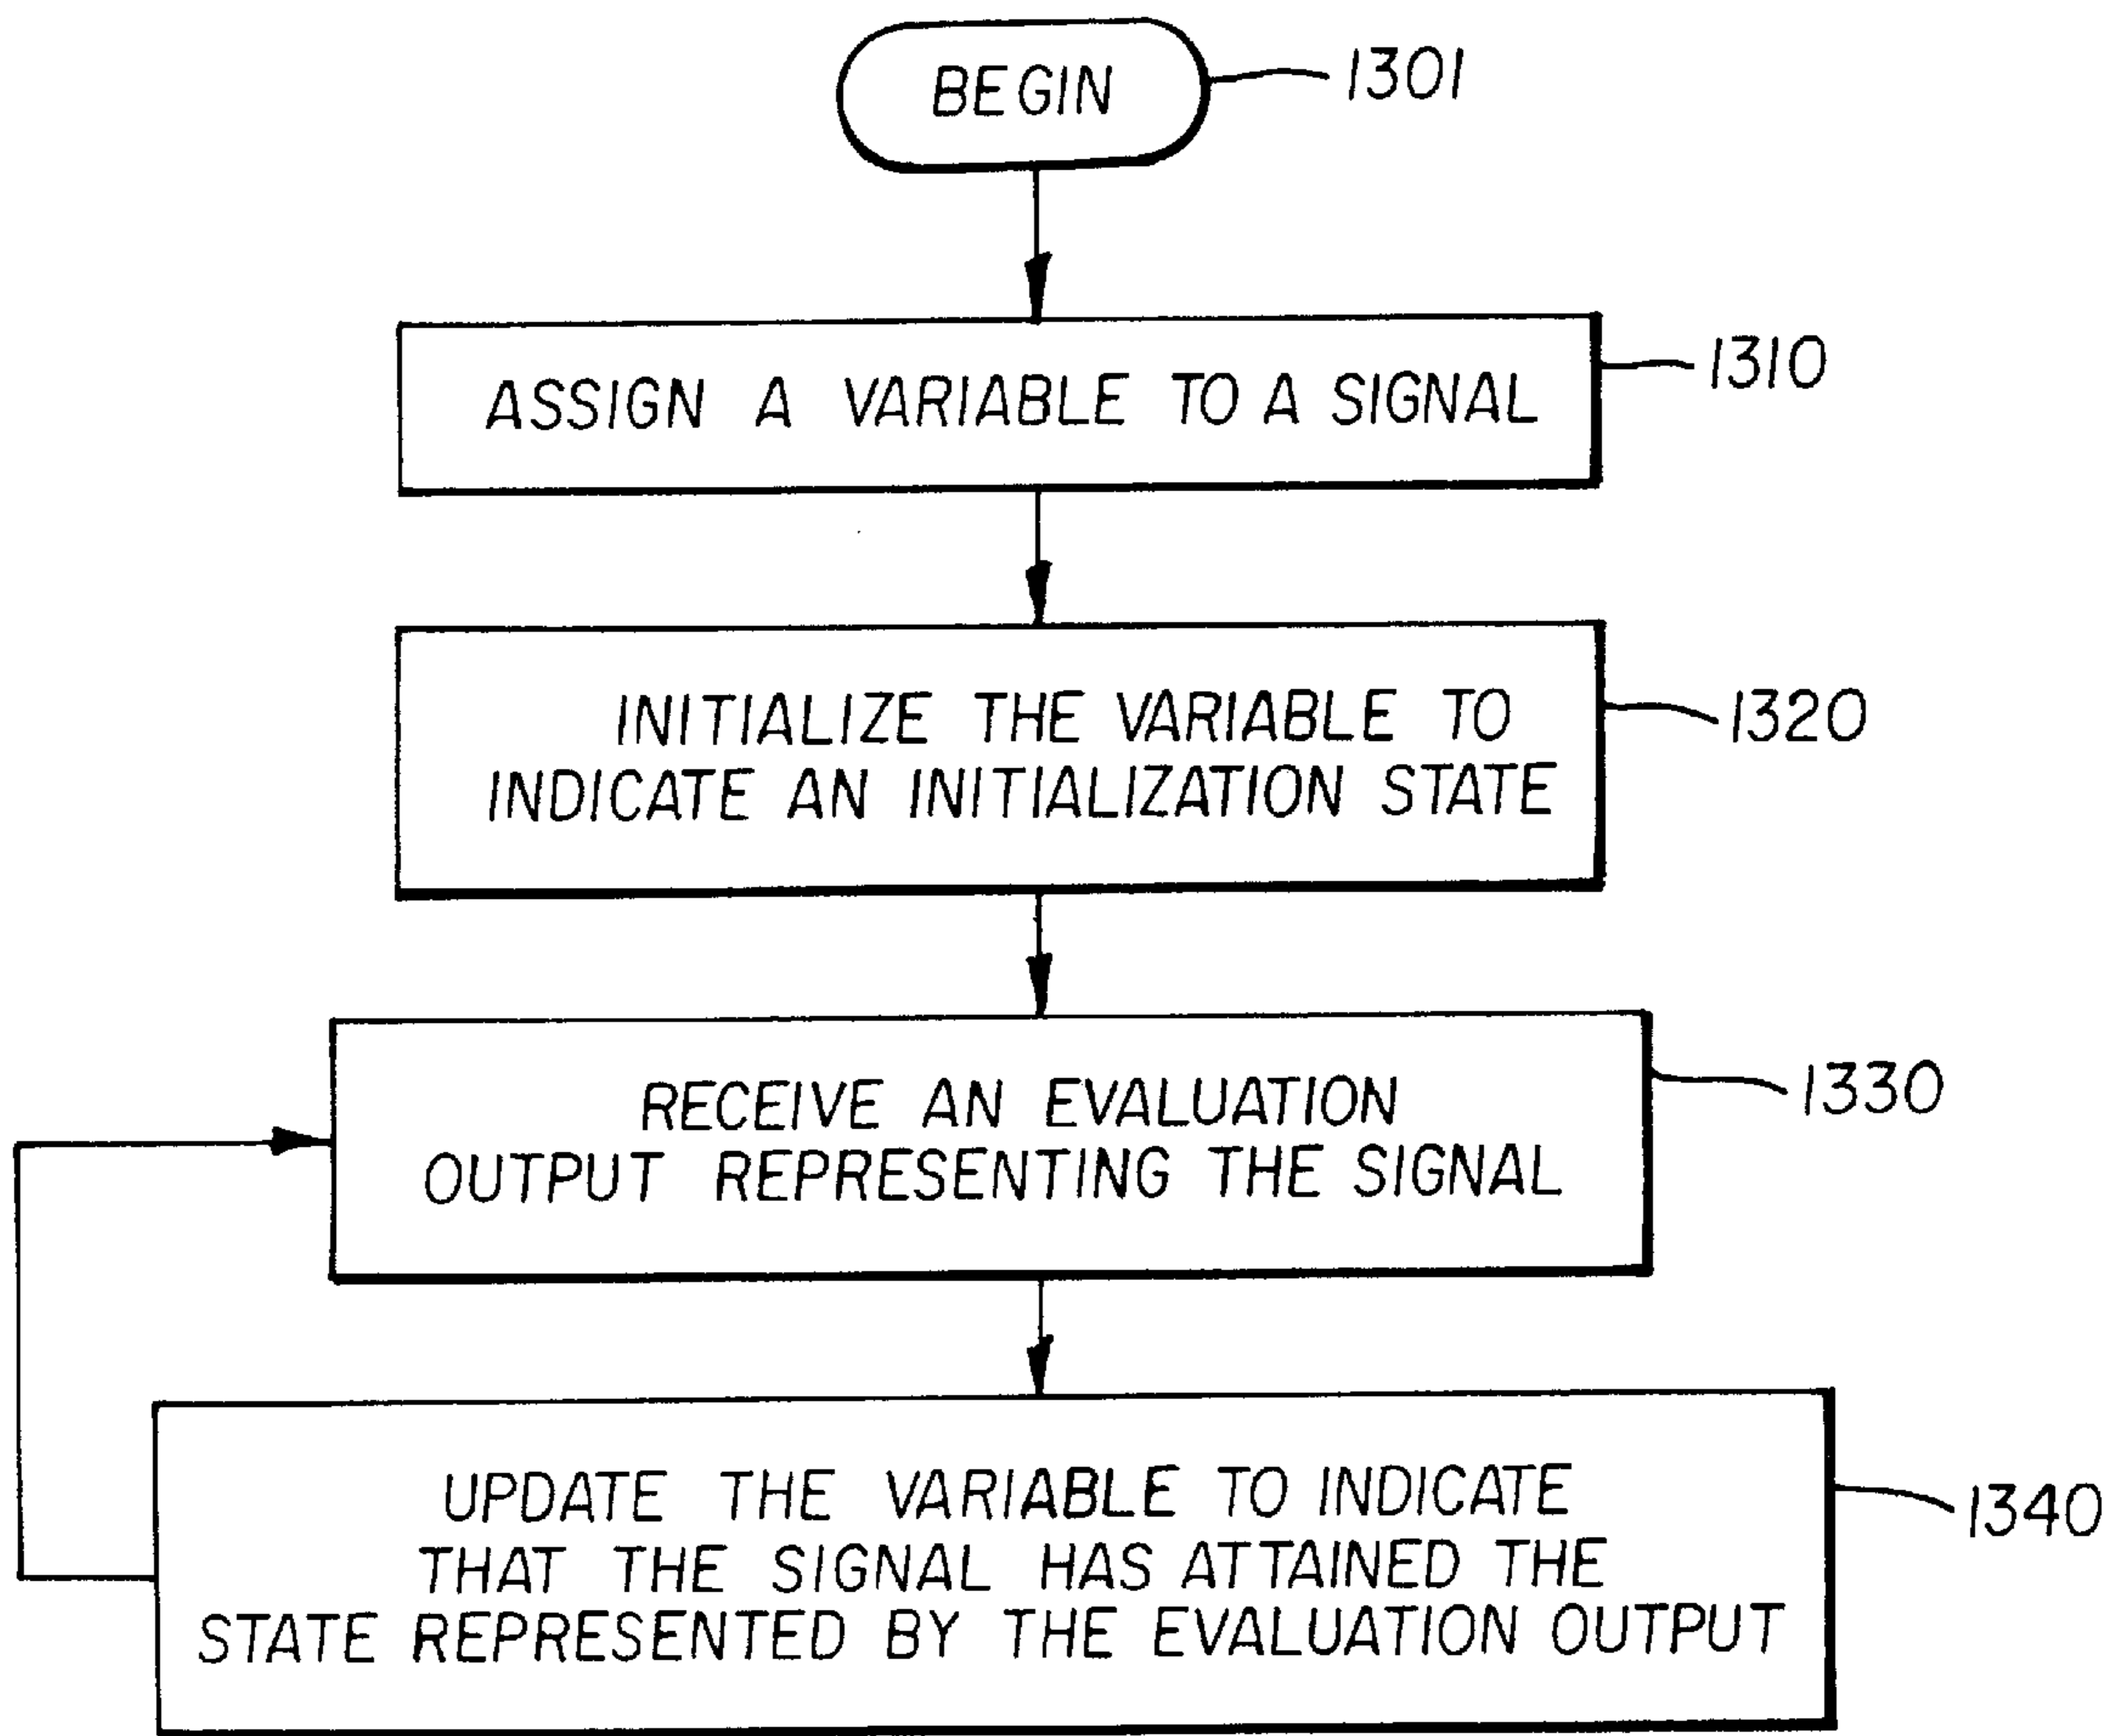 BEGIN
1301
ASSIGN A VARIABLE TO A SIGNAL
1310
INITIALIZE THE VARIABLE TO
INDICATE AN INITIALIZATION STATE
1320
RECEIVE AN EVALUATION
OUTPUT REPRESENTING THE SIGNAL
1330
UPDATE THE VARIABLE TO INDICATE
THAT THE SIGNAL HAS ATTAINED THE
STATE REPRESENTED BY THE EVALUATION OUTPUT
1340